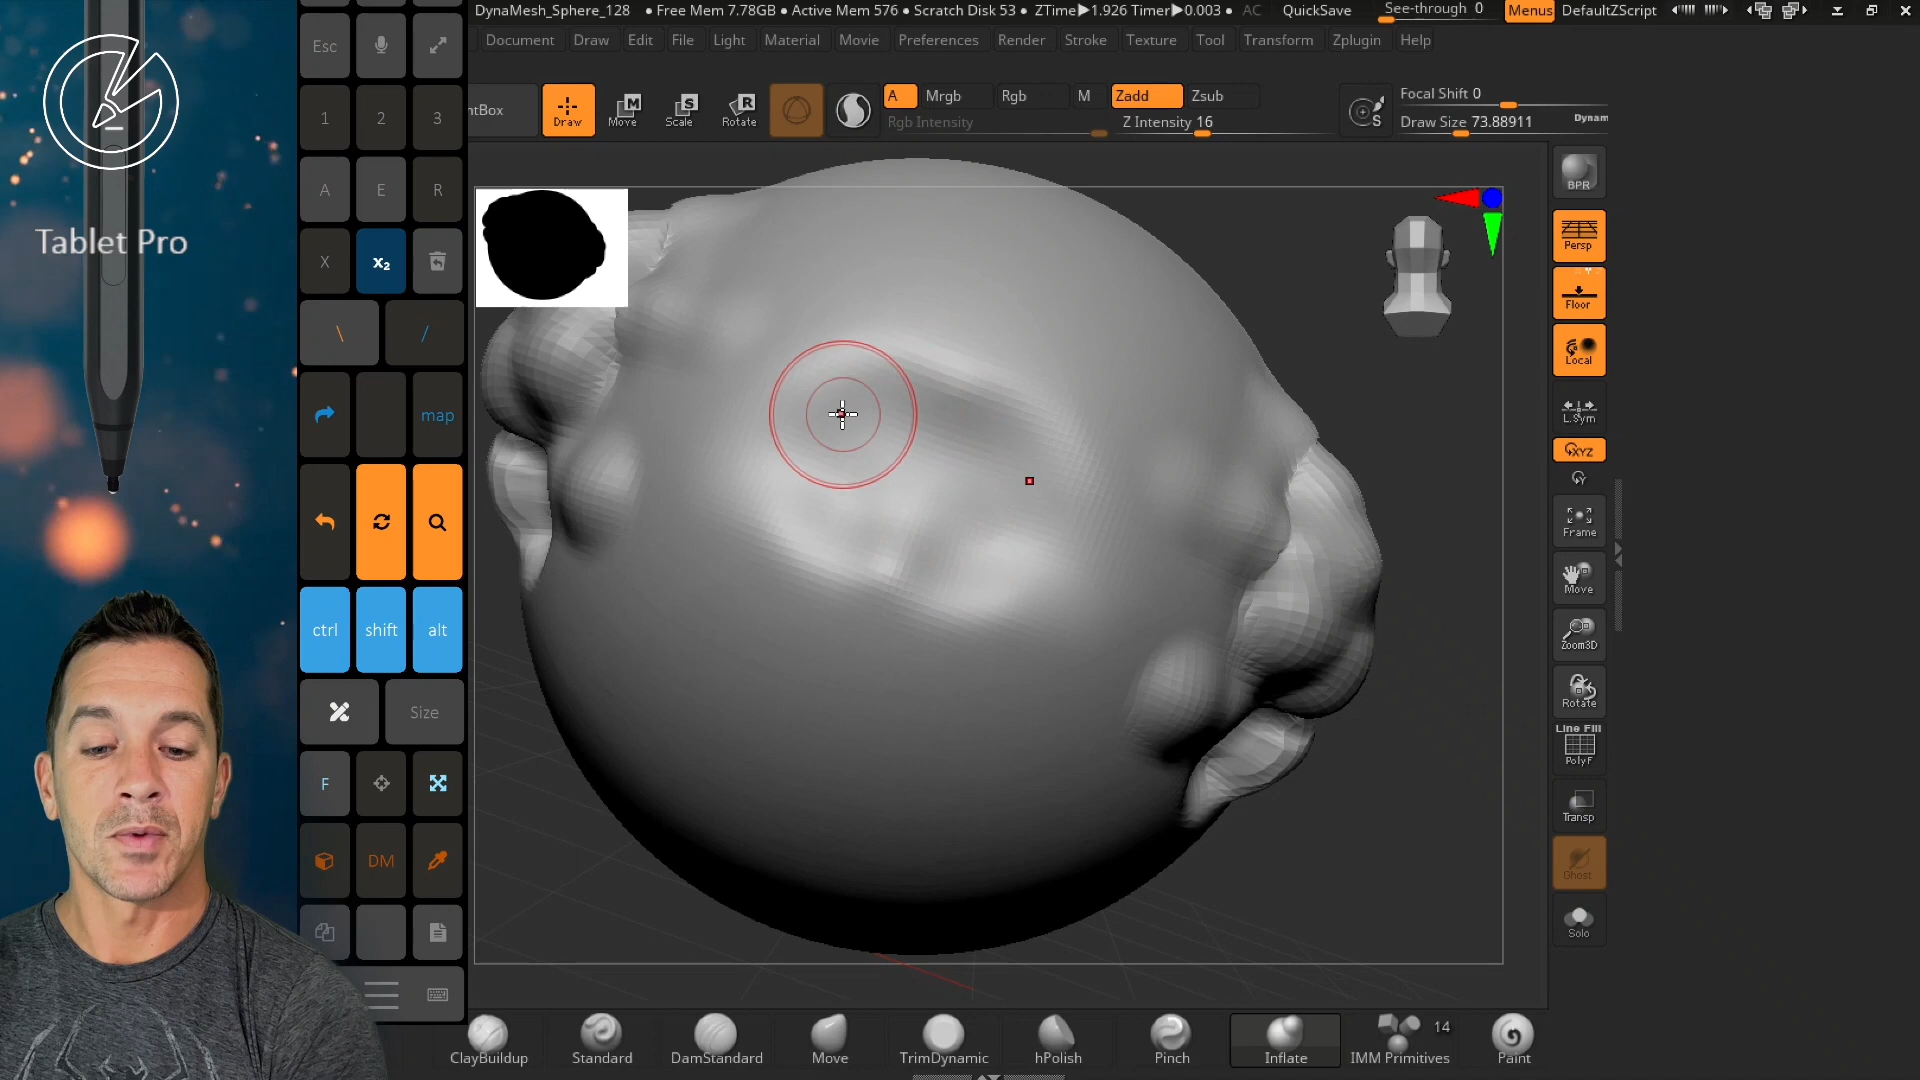 DynaMesh_Sphere_128 • Free Mem 7.78GB • Active Mem 576 • Scratch Disk 53 • ZTime▶1.926 Timer▶0.003 • AC QuickSave See-through 0 Menus DefaultZScript
Document Draw Edit File Light Material Movie Preferences Render Stroke Texture Tool Transform Zplugin Help
ntBox Draw Move Scale Rotate A Mrgb Rgb M Zadd Zsub Focal Shift 0
M S R S
Rgb Intensity Z Intensity 16 Draw Size 73.88911 Dynam
Tablet Pro
Esc
1 2 3
A E R
X x₂
\ /
map
ctrl shift alt
Size
F
DM
BPR
Persp
Floor
Local
L.Sym
XYZ
Y
Frame
Move
Zoom3D
Rotate
Line Fill
PolyF
Transp
Ghost
Solo
14
ClayBuildup Standard DamStandard Move TrimDynamic hPolish Pinch Inflate IMM Primitives Paint